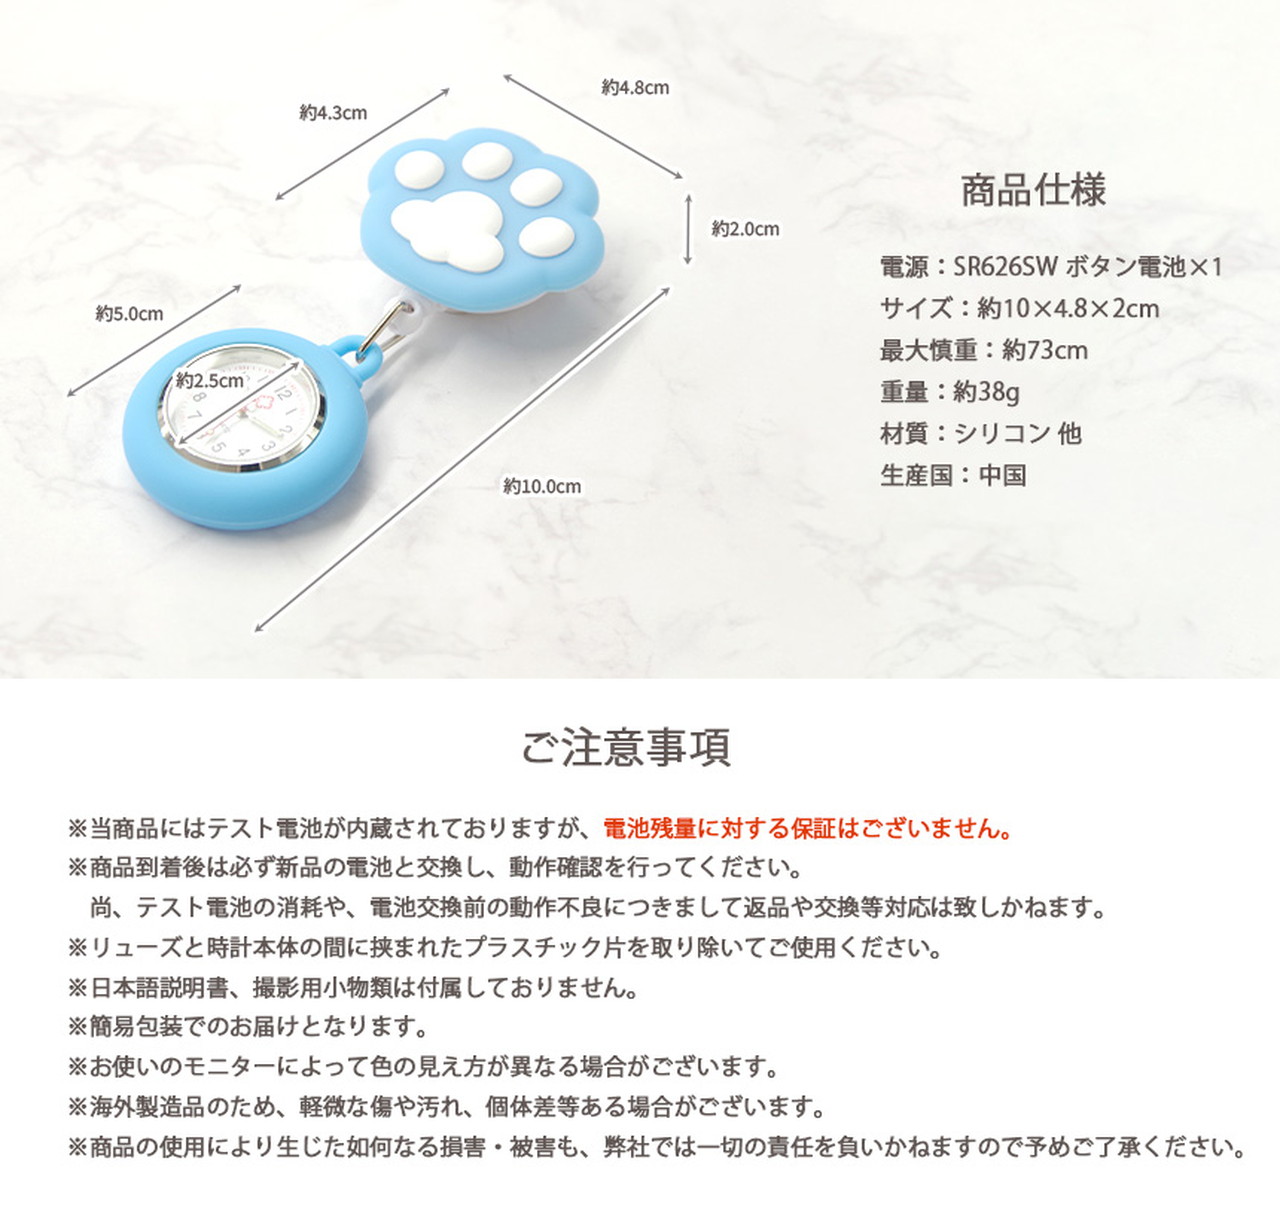 約4.3cm
約4.8cm
約2.0cm
約5.0cm
約2.5cm
約10.0cm
商品仕様
電源：SR626SW ボタン電池×1
サイズ：約10×4.8×2cm
最大慎重：約73cm
重量：約38g
材質：シリコン 他
生産国：中国
ご注意事項
※当商品にはテスト電池が内蔵されておりますが、電池残量に対する保証はございません。
※商品到着後は必ず新品の電池と交換し、動作確認を行ってください。
尚、テスト電池の消耗や、電池交換前の動作不良につきまして返品や交換等対応は致しかねます。
※リューズと時計本体の間に挟まれたプラスチック片を取り除いてご使用ください。
※日本語説明書、撮影用小物類は付属しておりません。
※簡易包装でのお届けとなります。
※お使いのモニターによって色の見え方が異なる場合がございます。
※海外製造品のため、軽微な傷や汚れ、個体差等ある場合がございます。
※商品の使用により生じた如何なる損害・被害も、弊社では一切の責任を負いかねますので予めご了承ください。